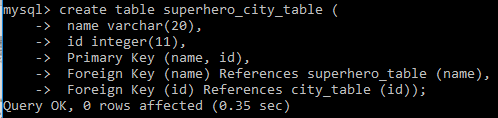 mysql> create table superhero_city_table (
    -> name varchar(20),
    -> id integer(11),
    -> Primary Key (name, id),
    -> Foreign Key (name) References superhero_table (name),
    -> Foreign Key (id) References city_table (id));
Query OK, 0 rows affected (0.35 sec)